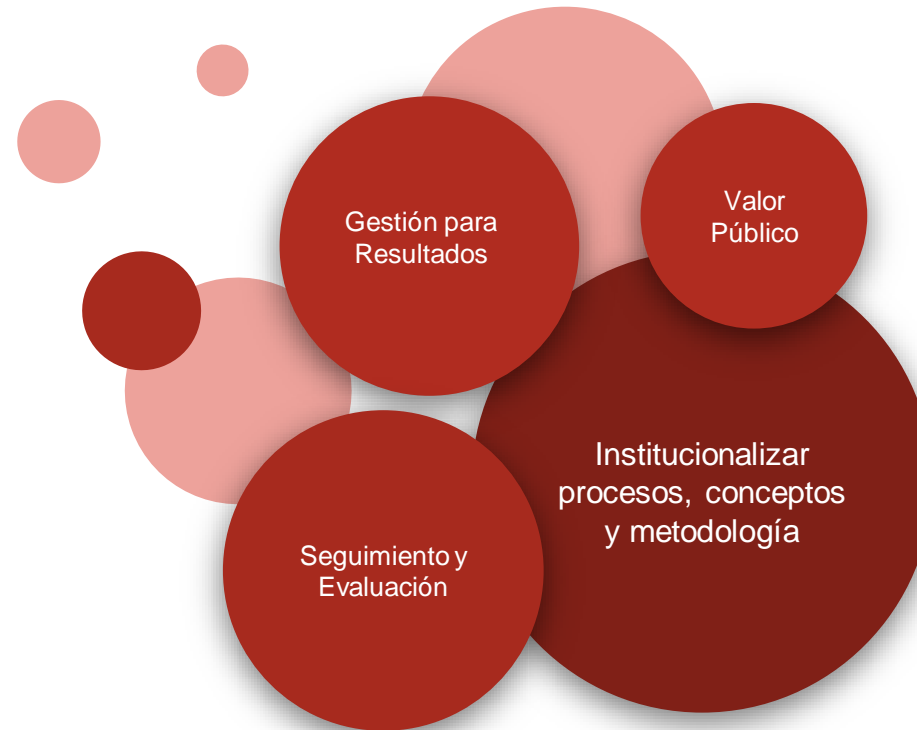 Gestión para
Resultados
Valor
Público
Institucionalizar
procesos, conceptos
y metodología
Seguimiento y
Evaluación